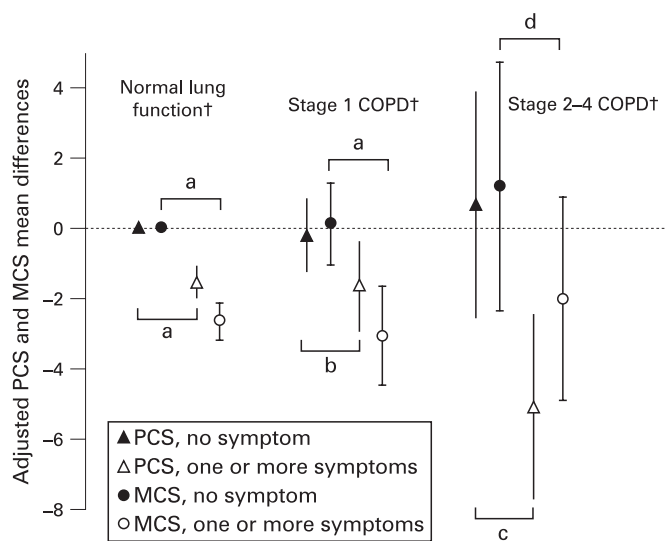 Adjusted PCS and MCS mean differences
4
2
0
−2
−4
−6
−8
Normal lung
function†
Stage 1 COPD†
Stage 2–4 COPD†
a
a
a
b
d
c
PCS, no symptom
PCS, one or more symptoms
MCS, no symptom
MCS, one or more symptoms